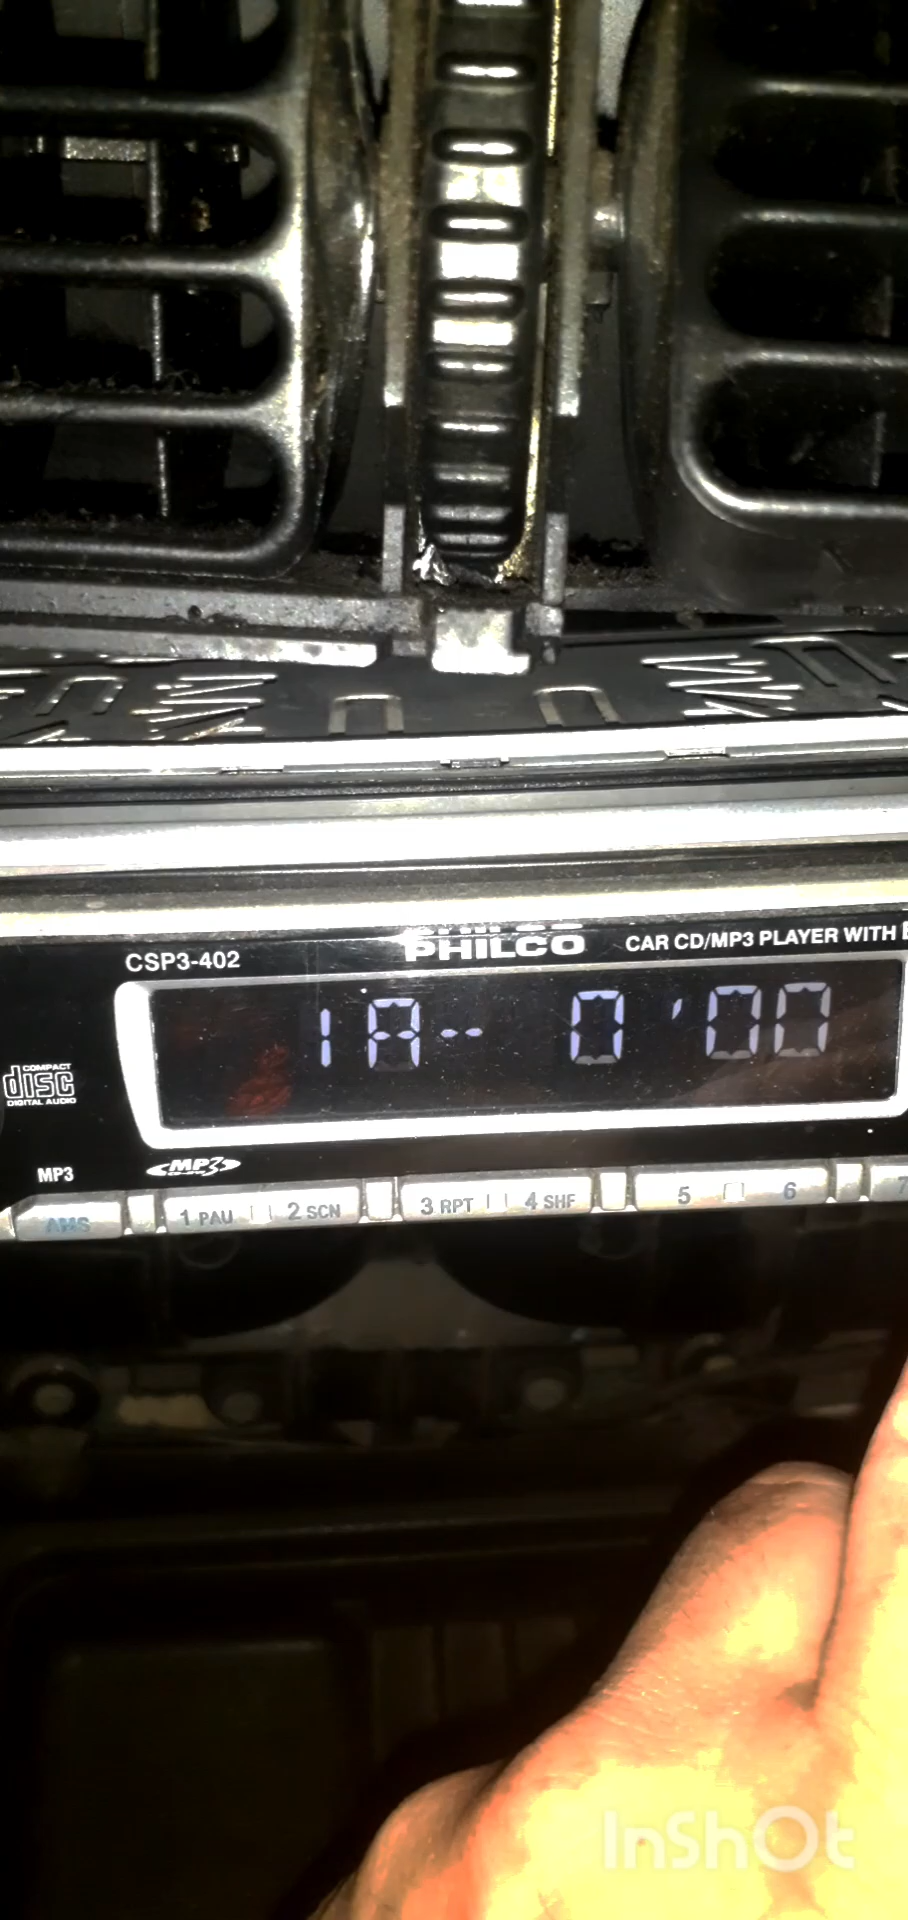 PHILCO
CSP3-402
CAR CD/MP3 PLAYER WITH
1A-- 0'00
COMPACT
disc
DIGITAL AUDIO
MP3
MP3
AMS
1 PAU
2 SCN
3 RPT
4 SHF
5
6
7
InShOt